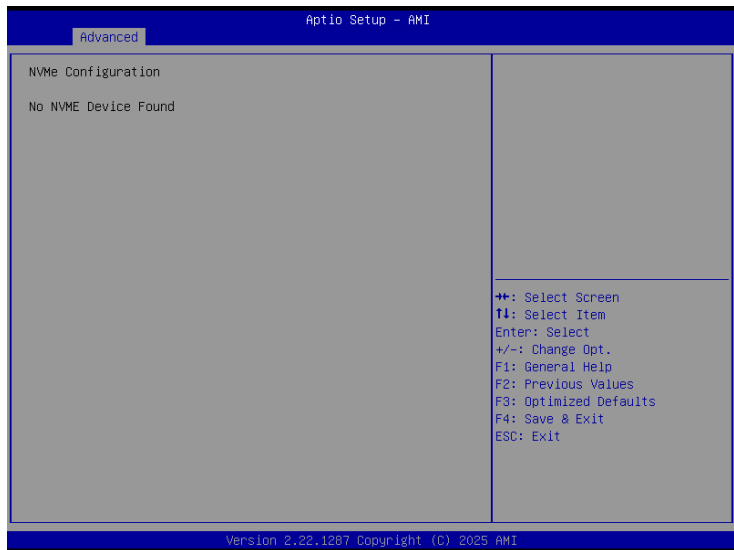 Aptio Setup – AMI
Advanced
NVMe Configuration
No NVME Device Found
→←: Select Screen
↑↓: Select Item
Enter: Select
+/-: Change Opt.
F1: General Help
F2: Previous Values
F3: Optimized Defaults
F4: Save & Exit
ESC: Exit
Version 2.22.1287 Copyright (C) 2025 AMI